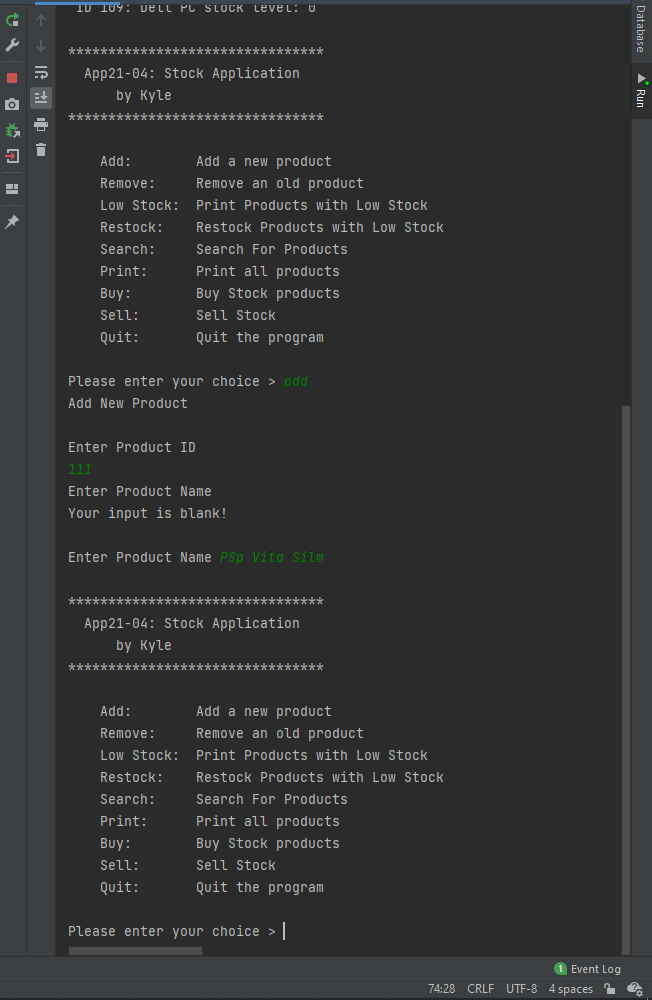 ID 109: Dell PC stock level: 0
********************************
App21-04: Stock Application
by Kyle
********************************
Add: Add a new product
Remove: Remove an old product
Low Stock: Print Products with Low Stock
Restock: Restock Products with Low Stock
Search: Search For Products
Print: Print all products
Buy: Buy Stock products
Sell: Sell Stock
Quit: Quit the program
Please enter your choice > add
Add New Product
Enter Product ID
111
Enter Product Name
Your input is blank!
Enter Product Name PSp Vita Silm
********************************
App21-04: Stock Application
by Kyle
********************************
Add: Add a new product
Remove: Remove an old product
Low Stock: Print Products with Low Stock
Restock: Restock Products with Low Stock
Search: Search For Products
Print: Print all products
Buy: Buy Stock products
Sell: Sell Stock
Quit: Quit the program
Please enter your choice >
Database
Run
1 Event Log
74:28 CRLF UTF-8 4 spaces